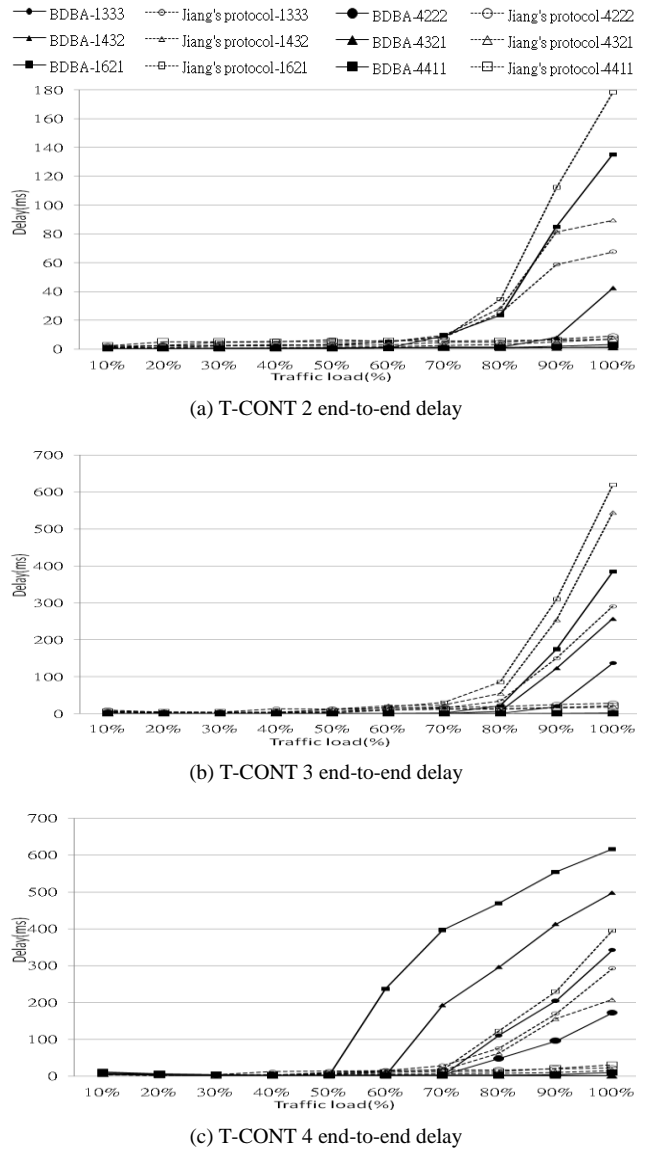 BDBA-1333 Jiang's protocol-1333 BDBA-4222 Jiang's protocol-4222
BDBA-1432 Jiang's protocol-1432 BDBA-4321 Jiang's protocol-4321
BDBA-1621 Jiang's protocol-1621 BDBA-4411 Jiang's protocol-4411
180
160
140
120
100
80
60
40
20
0
Delay(ms)
10% 20% 30% 40% 50% 60% 70% 80% 90% 100%
Traffic load(%)
(a) T-CONT 2 end-to-end delay
700
600
500
400
300
200
100
0
Delay(ms)
10% 20% 30% 40% 50% 60% 70% 80% 90% 100%
Traffic load(%)
(b) T-CONT 3 end-to-end delay
700
600
500
400
300
200
100
0
Delay(ms)
10% 20% 30% 40% 50% 60% 70% 80% 90% 100%
Traffic load(%)
(c) T-CONT 4 end-to-end delay